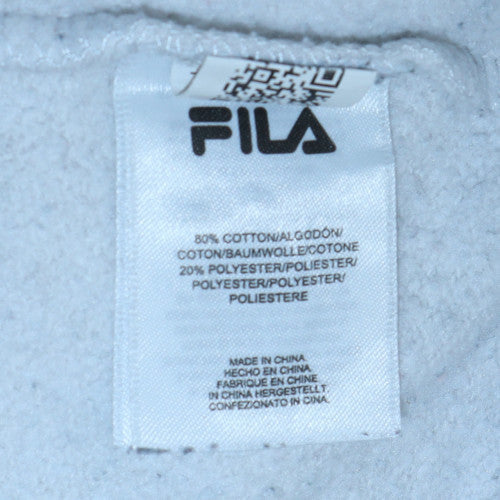 FILA
80% COTTON/ALGODÓN/
COTON/BAUMWOLLE/COTONE
20% POLYESTER/POLIESTER/
POLYESTER/POLYESTER/
POLIESTERE
MADE IN CHINA
HECHO EN CHINA.
FABRIQUE EN CHINE.
IN CHINA HERGESTELLT.
CONFEZIONATO IN CINA.